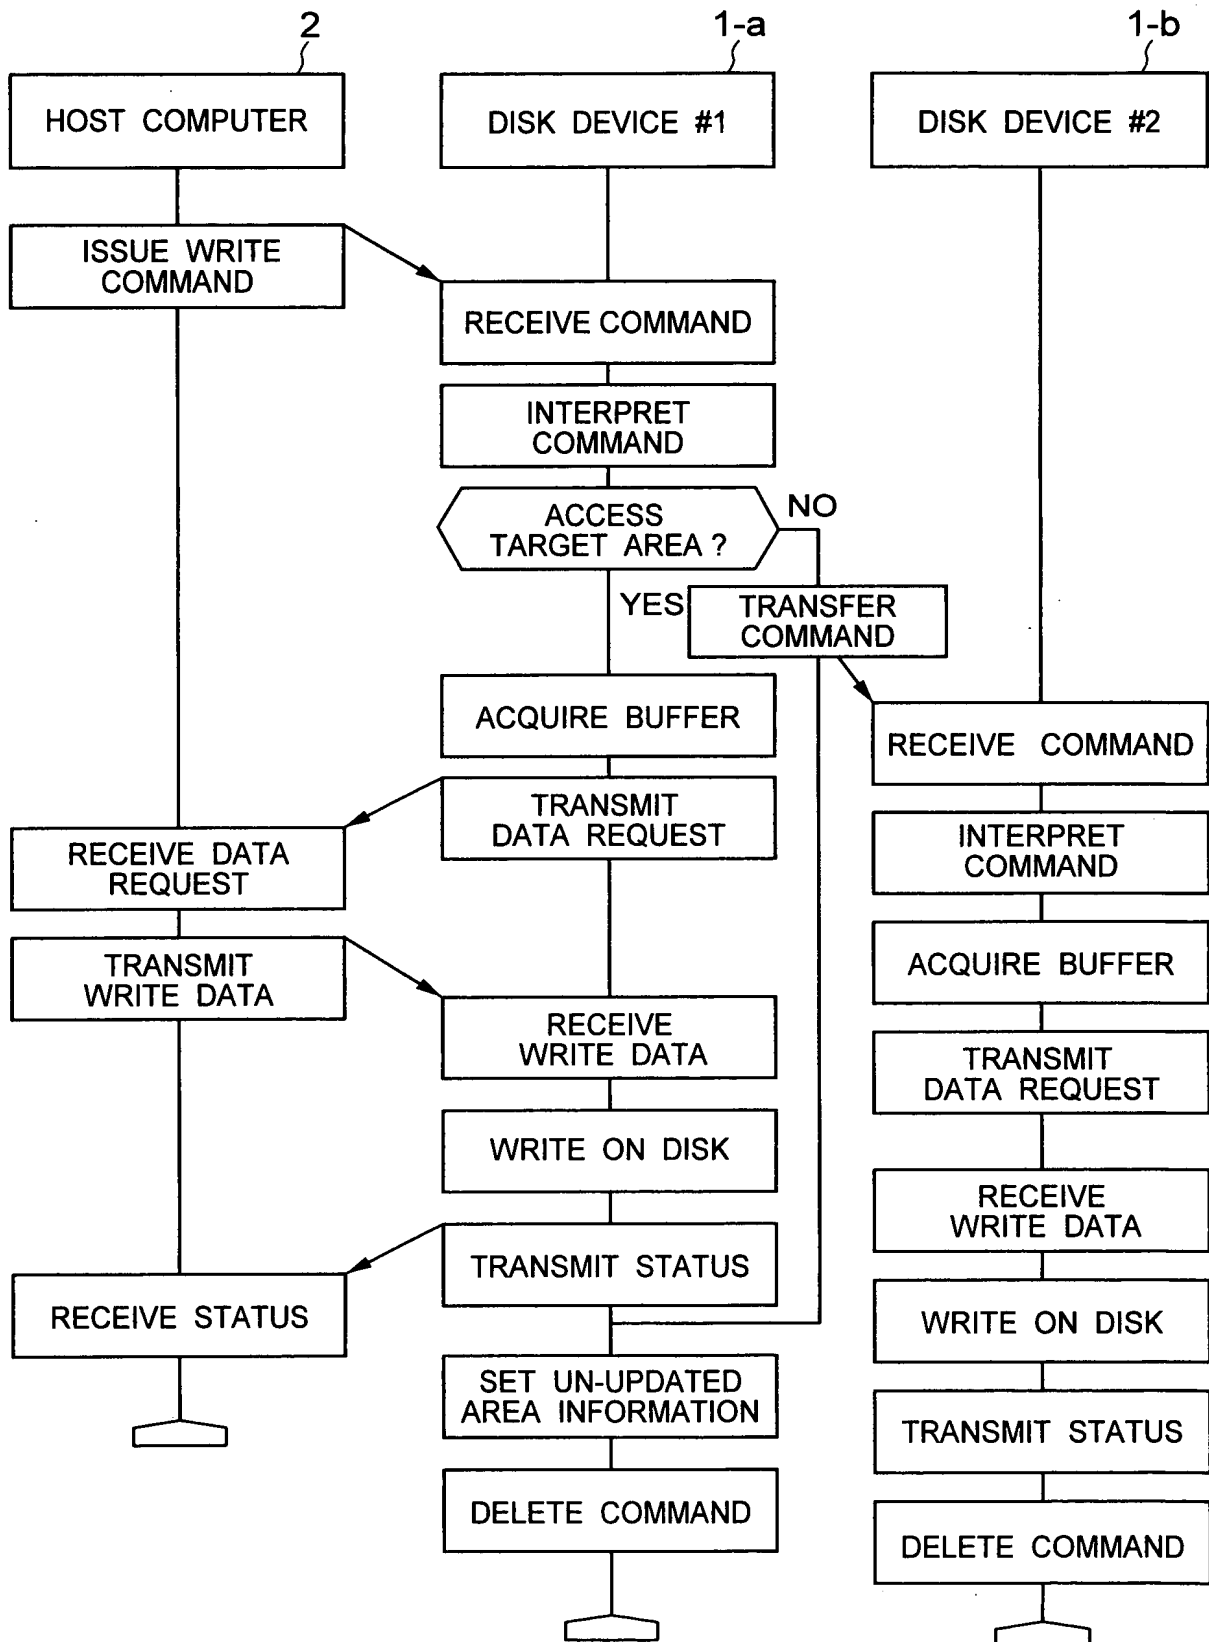 2
1-a
1-b
HOST COMPUTER
DISK DEVICE #1
DISK DEVICE #2
ISSUE WRITE
COMMAND
RECEIVE COMMAND
INTERPRET
COMMAND
ACCESS
TARGET AREA ?
NO
YES
TRANSFER
COMMAND
ACQUIRE BUFFER
RECEIVE COMMAND
TRANSMIT
DATA REQUEST
RECEIVE DATA
REQUEST
INTERPRET
COMMAND
TRANSMIT
WRITE DATA
ACQUIRE BUFFER
RECEIVE
WRITE DATA
TRANSMIT
DATA REQUEST
WRITE ON DISK
RECEIVE
WRITE DATA
TRANSMIT STATUS
RECEIVE STATUS
WRITE ON DISK
SET UN-UPDATED
AREA INFORMATION
TRANSMIT STATUS
DELETE COMMAND
DELETE COMMAND